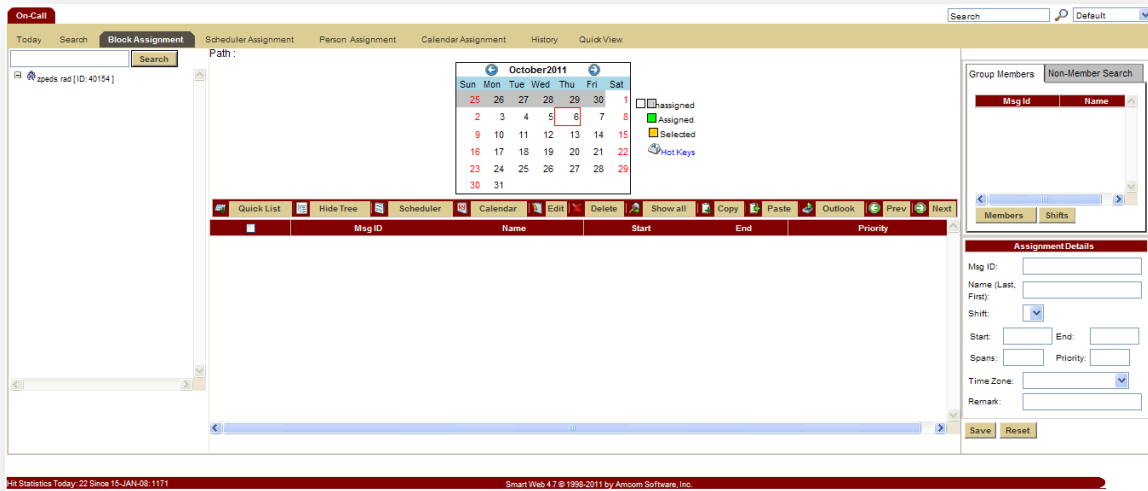 On-Call
Search Default
Today Search Block Assignment Scheduler Assignment Person Assignment Calendar Assignment History Quick View
Search
zpeds rad [ID: 40154 ]
Path :
October2011
Sun Mon Tue Wed Thu Fri Sat
25 26 27 28 29 30 1
2 3 4 5 6 7 8
9 10 11 12 13 14 15
16 17 18 19 20 21 22
23 24 25 26 27 28 29
30 31
nassigned
Assigned
Selected
Hot Keys
Quick List Hide Tree Scheduler Calendar Edit Delete Show all Copy Paste Outlook Prev Next
Msg ID Name Start End Priority
Group Members Non-Member Search
Msg Id Name
Members Shifts
Assignment Details
Msg ID:
Name (Last,
First):
Shift:
Start: End:
Spans: Priority:
Time Zone:
Remark:
Save Reset
Hit Statistics Today: 22 Since 15-JAN-08: 1171
Smart Web 4.7 © 1998-2011 by Amcom Software, Inc.